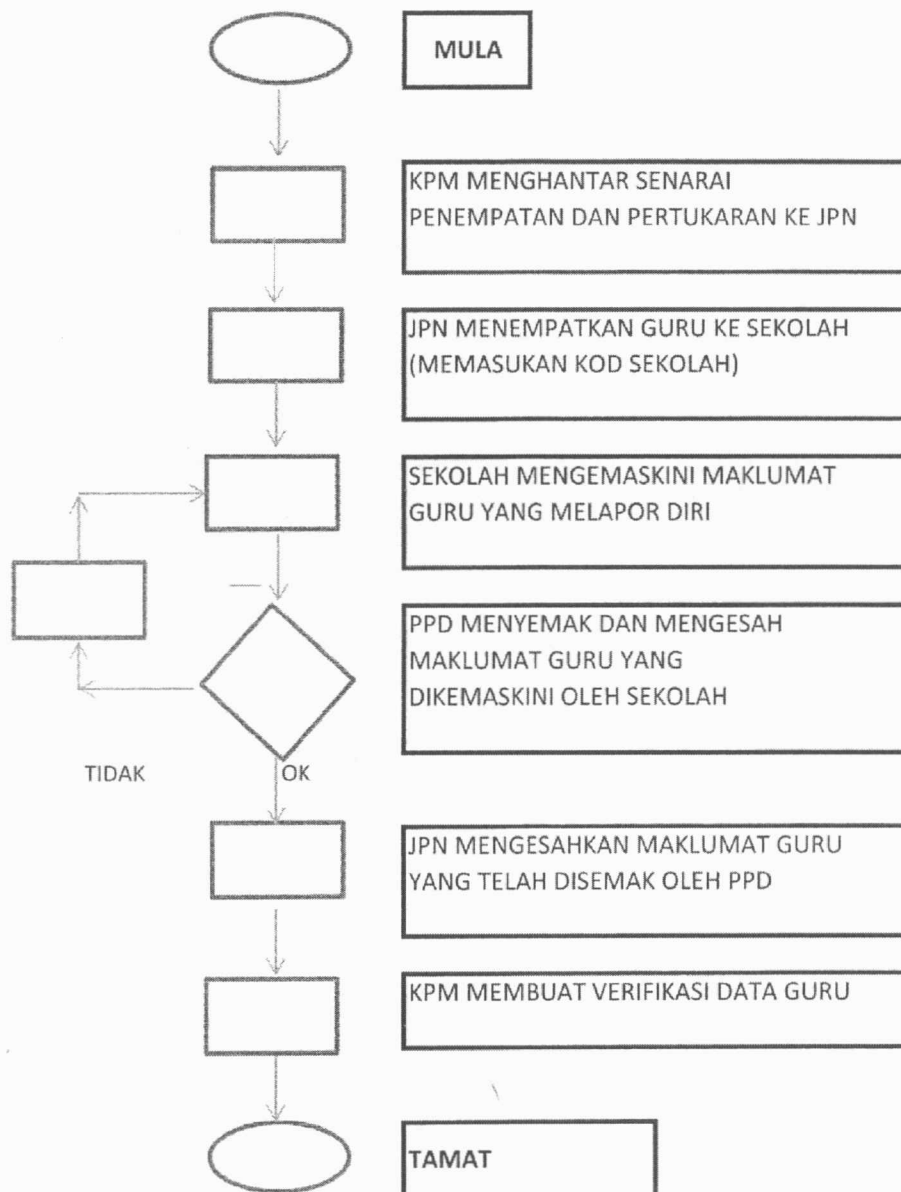 MULA
KPM MENGHANTAR SENARAI
PENEMPATAN DAN PERTUKARAN KE JPN
JPN MENEMPATKAN GURU KE SEKOLAH
(MEMASUKAN KOD SEKOLAH)
SEKOLAH MENGEMASKINI MAKLUMAT
GURU YANG MELAPOR DIRI
PPD MENYEMAK DAN MENGESAH
MAKLUMAT GURU YANG
DIKEMASKINI OLEH SEKOLAH
TIDAK
OK
JPN MENGESAHKAN MAKLUMAT GURU
YANG TELAH DISEMAK OLEH PPD
KPM MEMBUAT VERIFIKASI DATA GURU
TAMAT